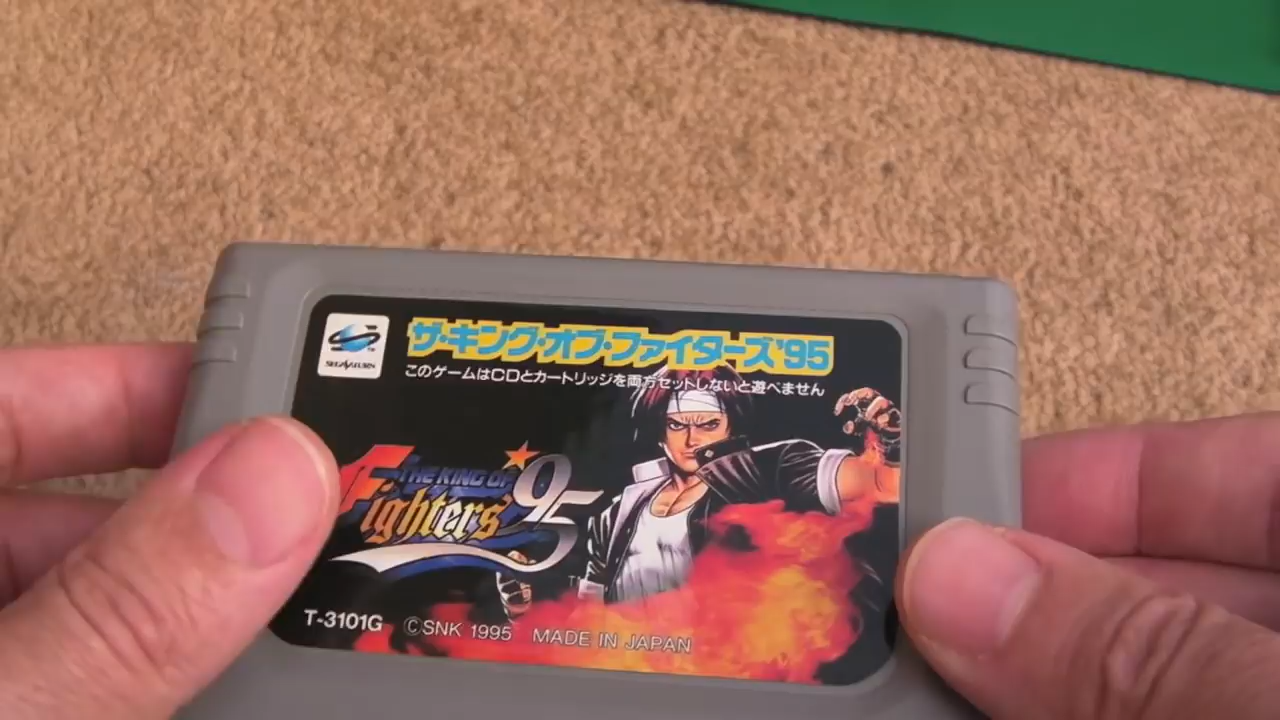 SEGA SATURN
ザ・キング・オブ・ファイターズ'95
このゲームはCDとカートリッジを両方セットしないと遊べません
THE KING OF
Fighters '95
TM
T-3101G ©SNK 1995 MADE IN JAPAN